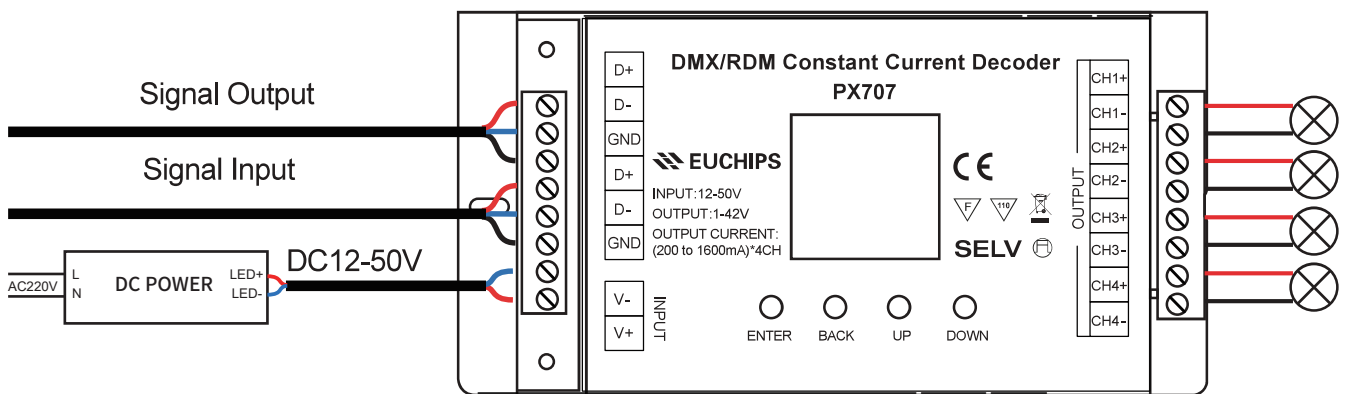 Signal Output
Signal Input
DC12-50V
AC220V
L
N
DC POWER
LED+
LED-
D+
D-
GND
D+
D-
GND
V-
V+
INPUT
DMX/RDM Constant Current Decoder
PX707
EUCHIPS
INPUT:12-50V
OUTPUT:1-42V
OUTPUT CURRENT:
(200 to 1600mA)*4CH
CE
F
110
SELV
ENTER
BACK
UP
DOWN
OUTPUT
CH1+
CH1-
CH2+
CH2-
CH3+
CH3-
CH4+
CH4-